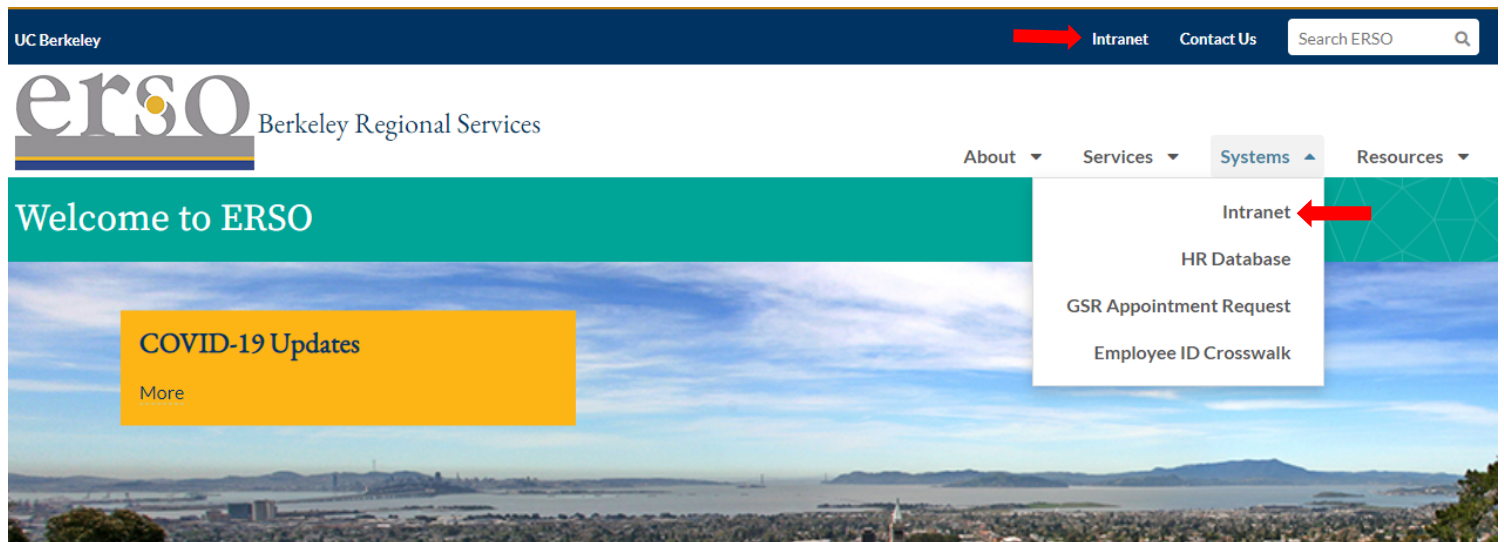 UC Berkeley
Intranet Contact Us Search ERSO
erso Berkeley Regional Services
About Services Systems Resources
Welcome to ERSO
Intranet
HR Database
GSR Appointment Request
Employee ID Crosswalk
COVID-19 Updates
More